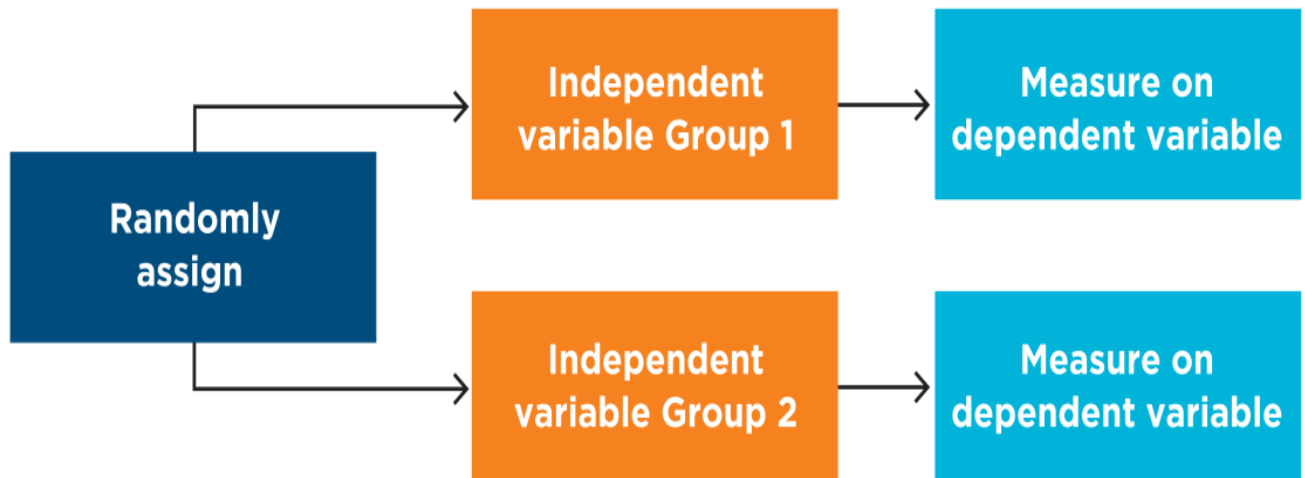 Randomly
assign
Independent
variable Group 1
Measure on
dependent variable
Independent
variable Group 2
Measure on
dependent variable